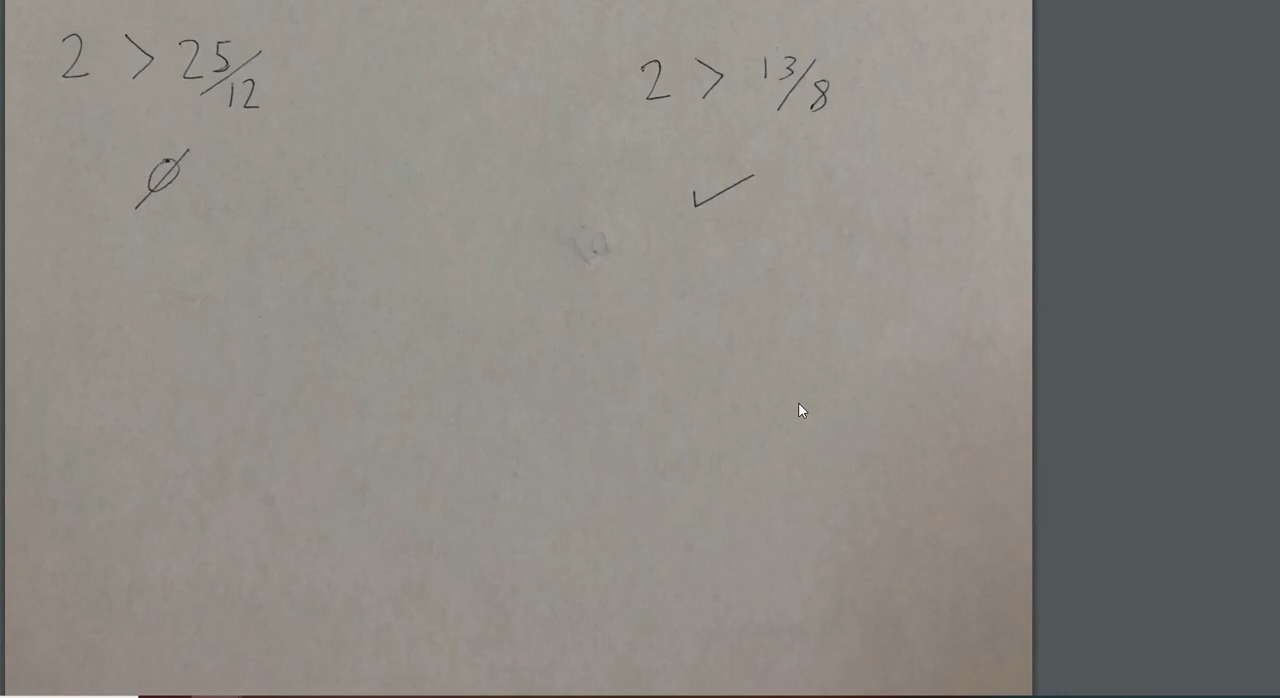 2 > 25/12
2 > 13/8
∅
✓